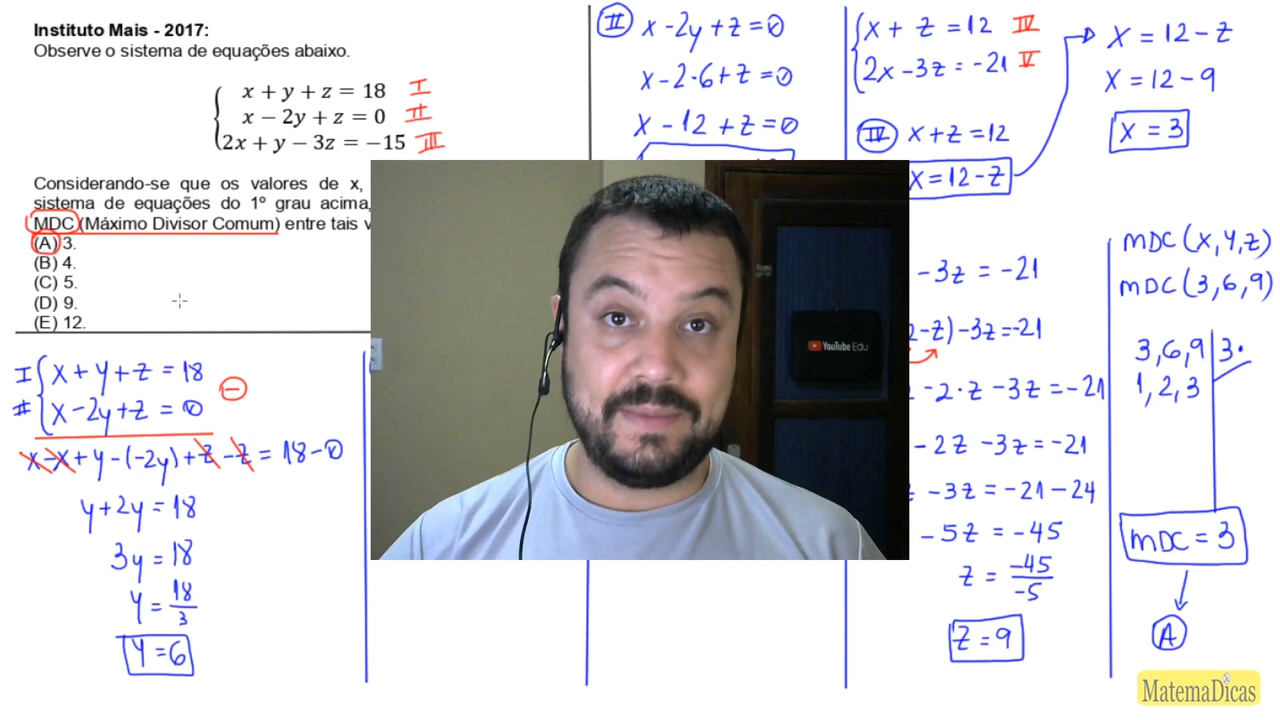 Instituto Mais - 2017:
Observe o sistema de equações abaixo.
x + y + z = 18 I
x − 2y + z = 0 II
2x + y − 3z = −15 III
Considerando-se que os valores de x,
sistema de equações do 1º grau acima,
MDC (Máximo Divisor Comum) entre tais v
(A) 3.
(B) 4.
(C) 5.
(D) 9.
(E) 12.
I x + y + z = 18
II x - 2y + z = 0
x - x + y - (-2y) + z - z = 18 - 0
y + 2y = 18
3y = 18
y = 18/3
y = 6
II x - 2y + z = 0
x - 2·6 + z = 0
x - 12 + z = 0
x + z = 12 IV
2x - 3z = -21 V
IV x + z = 12
x = 12 - z
- 3z = -21
- z) - 3z = -21
- 2·z - 3z = -21
- 2z - 3z = -21
- 3z = -21 - 24
- 5z = -45
z = -45/-5
z = 9
x = 12 - z
x = 12 - 9
x = 3
MDC (x, y, z)
MDC (3, 6, 9)
3, 6, 9 | 3·
1, 2, 3
MDC = 3
A
YouTube Edu
MatemaDicas